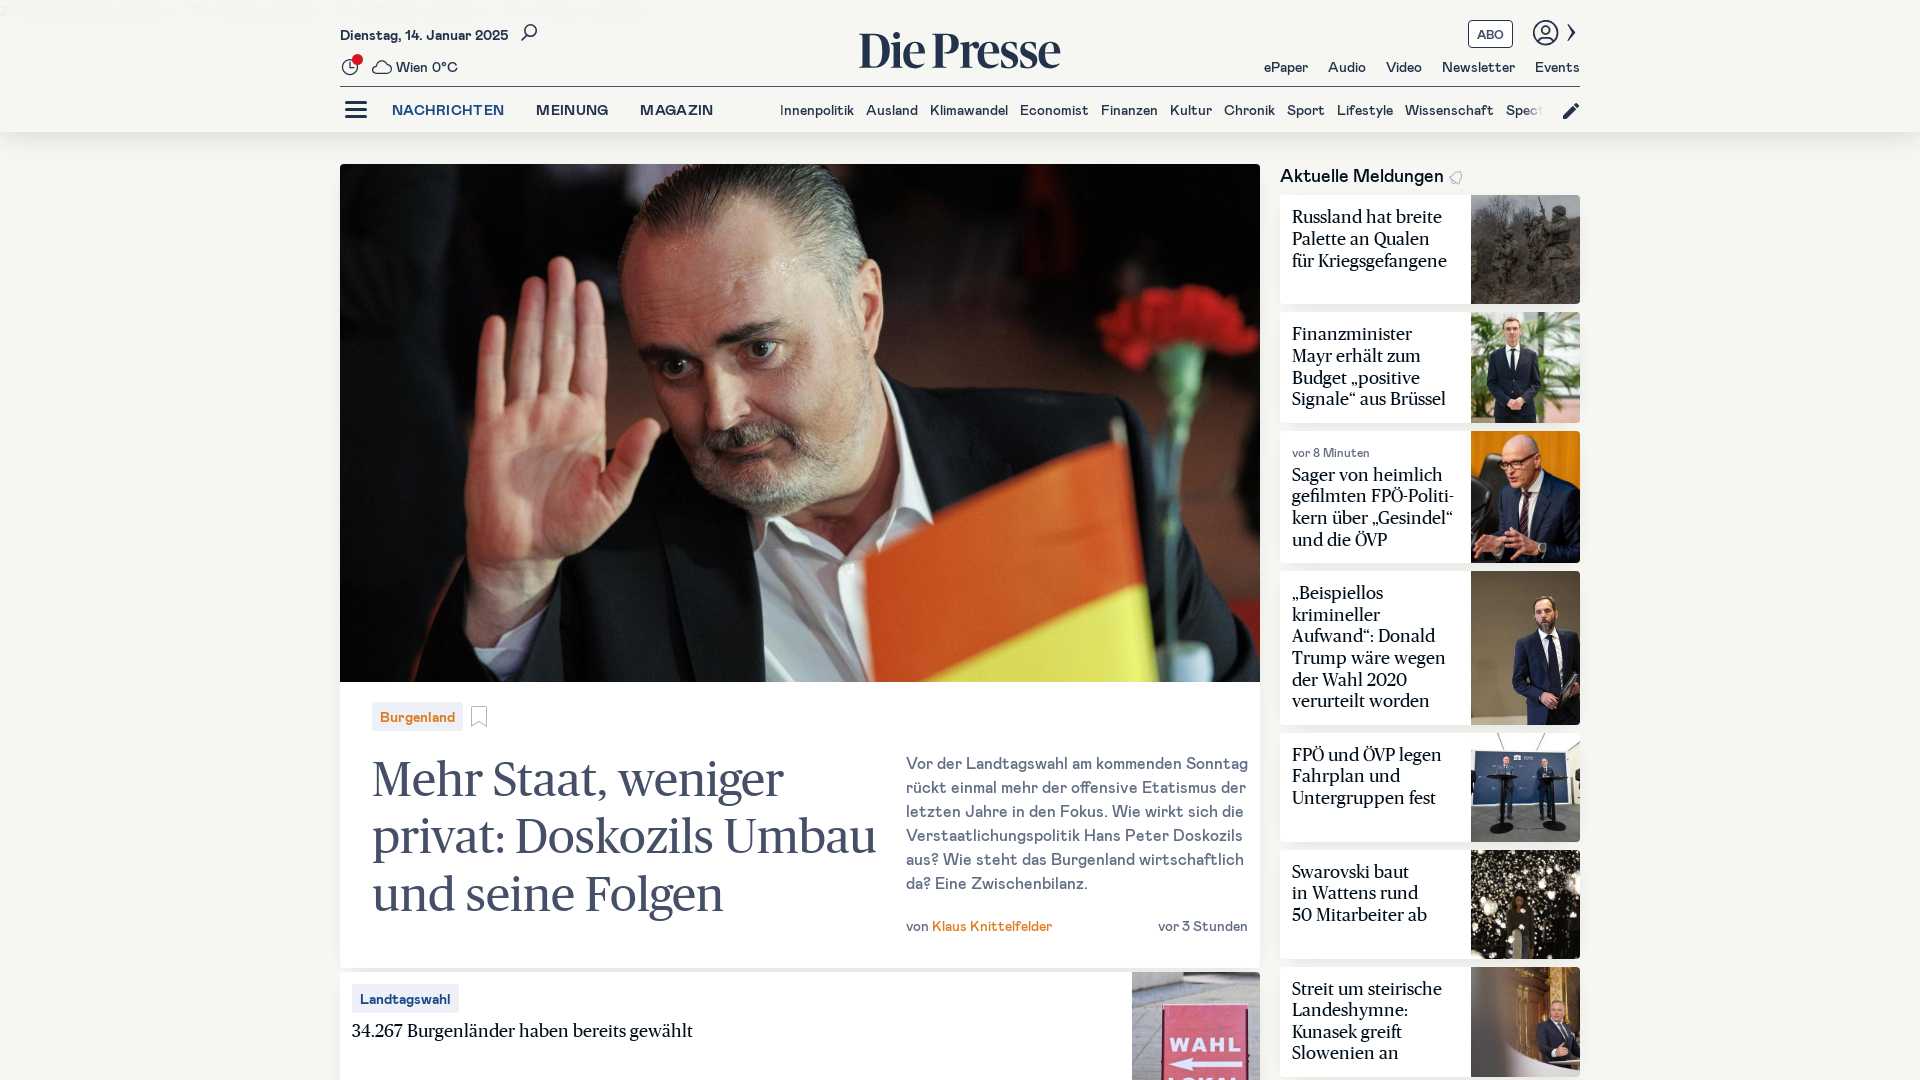 Dienstag, 14. Januar 2025
Wien 0°C
Die Presse
ABO
ePaper Audio Video Newsletter Events
NACHRICHTEN MEINUNG MAGAZIN
Innenpolitik Ausland Klimawandel Economist Finanzen Kultur Chronik Sport Lifestyle Wissenschaft Spect
Burgenland
Mehr Staat, weniger
privat: Doskozils Umbau
und seine Folgen
Vor der Landtagswahl am kommenden Sonntag
rückt einmal mehr der offensive Etatismus der
letzten Jahre in den Fokus. Wie wirkt sich die
Verstaatlichungspolitik Hans Peter Doskozils
aus? Wie steht das Burgenland wirtschaftlich
da? Eine Zwischenbilanz.
von Klaus Knittelfelder
vor 3 Stunden
Landtagswahl
34.267 Burgenländer haben bereits gewählt
WAHL
LOKAL
Aktuelle Meldungen
Russland hat breite
Palette an Qualen
für Kriegsgefangene
Finanzminister
Mayr erhält zum
Budget „positive
Signale“ aus Brüssel
vor 8 Minuten
Sager von heimlich
gefilmten FPÖ-Politi-
kern über „Gesindel“
und die ÖVP
„Beispiellos
krimineller
Aufwand“: Donald
Trump wäre wegen
der Wahl 2020
verurteilt worden
FPÖ und ÖVP legen
Fahrplan und
Untergruppen fest
Swarovski baut
in Wattens rund
50 Mitarbeiter ab
Streit um steirische
Landeshymne:
Kunasek greift
Slowenien an